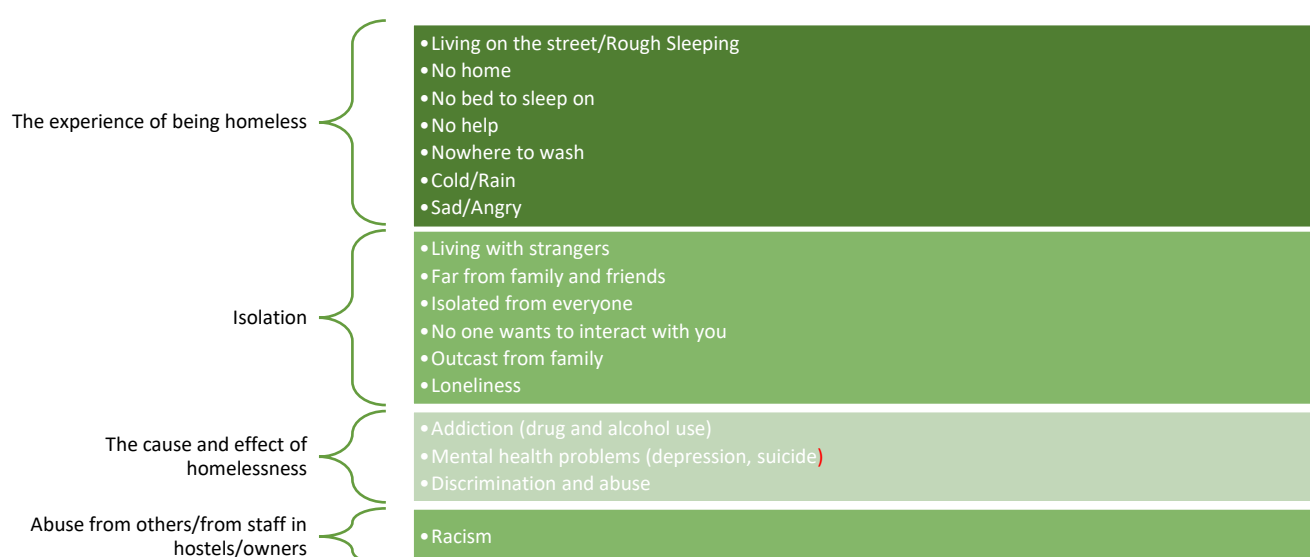 The experience of being homeless
•Living on the street/Rough Sleeping
•No home
•No bed to sleep on
•No help
•Nowhere to wash
•Cold/Rain
•Sad/Angry
Isolation
•Living with strangers
•Far from family and friends
•Isolated from everyone
•No one wants to interact with you
•Outcast from family
•Loneliness
The cause and effect of
homelessness
•Addiction (drug and alcohol use)
•Mental health problems (depression, suicide)
•Discrimination and abuse
Abuse from others/from staff in
hostels/owners
•Racism